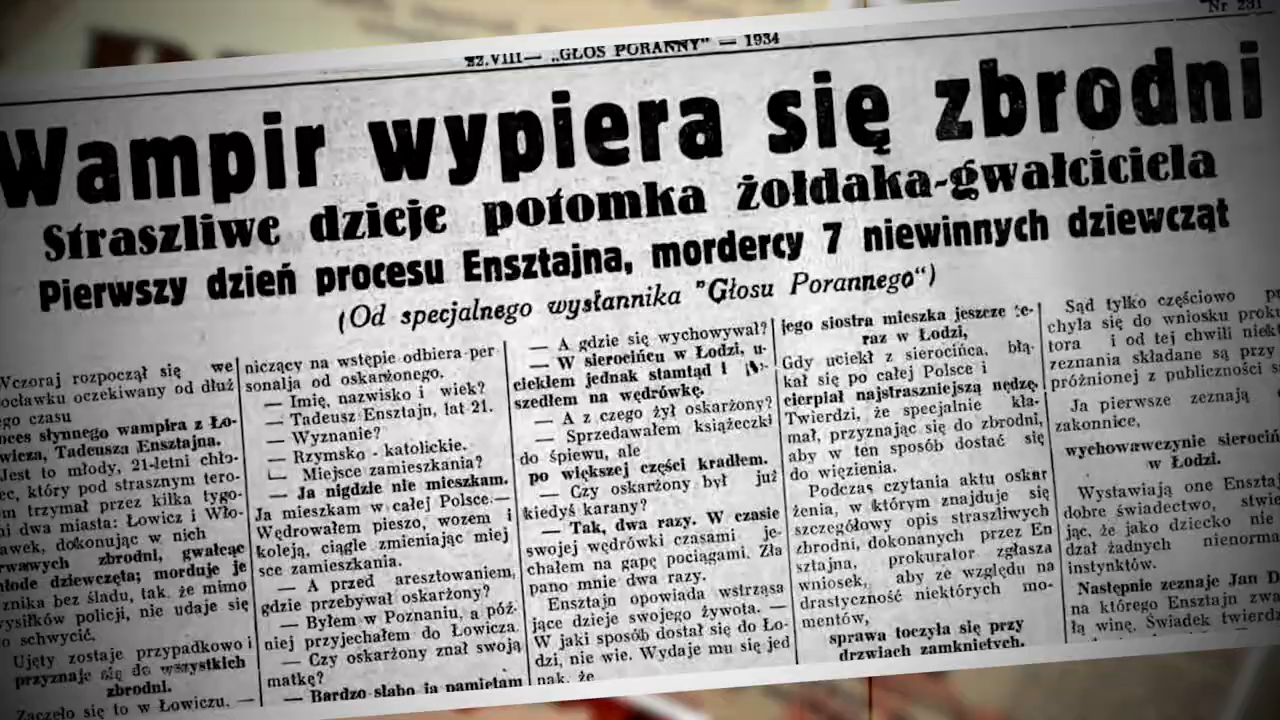 22.VIII — „GŁOS PORANNY" — 1934
Nr 231
Wampir wypiera się zbrodni
Straszliwe dzieje potomka żołdaka-gwałciciela
Pierwszy dzień procesu Ensztajna, mordercy 7 niewinnych dziewcząt
(Od specjalnego wysłannika "Głosu Porannego")
Wczoraj rozpoczął się we
ocławku oczekiwany od dłuż
ego czasu
oces słynnego wampira z Ło-
wicza, Tadeusza Ensztajna.
Jest to młody, 21-letni chło-
ec, który pod strasznym tero-
m trzymał przez kilka tygo-
ni dwa miasta: Łowicz i Wło-
awek, dokonując w nich
rwawych zbrodni, gwałcąc
młode dziewczęta; morduje je
znika bez śladu, tak, że mimo
wysiłków policji, nie udaje się
o schwycić.
Ujęty zostaje przypadkowo i
przyznaje się do wszystkich
zbrodni.
Zaczęło się to w Łowiczu. —
niczący na wstępie odbiera per
sonalja od oskarżonego.
— Imię, nazwisko i wiek?
— Tadeusz Ensztajn, lat 21.
— Wyznanie?
— Rzymsko - katolickie.
— Miejsce zamieszkania?
— Ja nigdzie nie mieszkam.
Ja mieszkam w całej Polsce.—
Wędrowałem pieszo, wozem i
koleją, ciągle zmieniając miej
sce zamieszkania.
— A przed aresztowaniem,
gdzie przebywał oskarżony?
— Byłem w Poznaniu, a póź-
niej przyjechałem do Łowicza.
— Czy oskarżony znał swoją
matkę?
— Bardzo słabo ją pamiętam
— A gdzie się wychowywał?
— W sierocińcu w Łodzi, u-
ciekłem jednak stamtąd i
szedłem na wędrówkę.
— A z czego żył oskarżony?
— Sprzedawałem książeczki
do śpiewu, ale
po większej części kradłem.
— Czy oskarżony był już
kiedyś karany?
— Tak, dwa razy. W czasie
swojej wędrówki czasami je-
chałem na gapę pociągami. Zła
pano mnie dwa razy.
Ensztajn opowiada wstrząsa
jące dzieje swojego żywota. —
W jaki sposób dostał się do Ło-
dzi, nie wie. Wydaje mu się jed
nak, że
jego siostra mieszka jeszcze te-
raz w Łodzi,
Gdy uciekł z sierocińca, błą-
kał się po całej Polsce i
cierpiał najstraszniejszą nędzę.
Twierdzi, że specjalnie kła-
mał, przyznając się do zbrodni,
aby w ten sposób dostać się
do więzienia.
Podczas czytania aktu oskar
żenia, w którym znajduje się
szczegółowy opis straszliwych
zbrodni, dokonanych przez En
sztajna, prokurator zgłasza
wniosek, aby ze względu na
drastyczność niektórych mo-
mentów,
sprawa toczyła się przy
drzwiach zamkniętych.
Sąd tylko częściowo
chyla się do wniosku proku
tora i od tej chwili niek
zeznania składane są przy
próżnionej z publiczności s
Ja pierwsze zeznają
zakonnice,
wychowawczynie sierociń
w Łodzi.
Wystawiają one Ensztaj
dobre świadectwo, stwie
jąc, że jako dziecko nie
dzał żadnych nienorma
instynktów.
Następnie zeznaje Jan D
na którego Ensztajn zwa
łą winę. Świadek twierdz